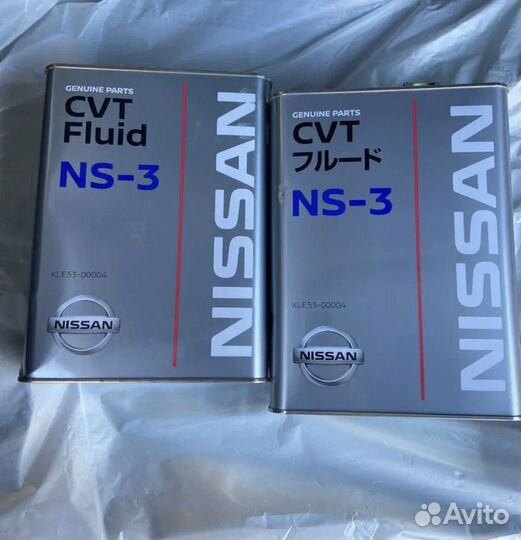 GENUINE PARTS
CVT
Fluid
NS-3
KLE53-00004
NISSAN
NISSAN
GENUINE PARTS
CVT
フルード
NS-3
KLE53-00004
NISSAN
NISSAN
Avito